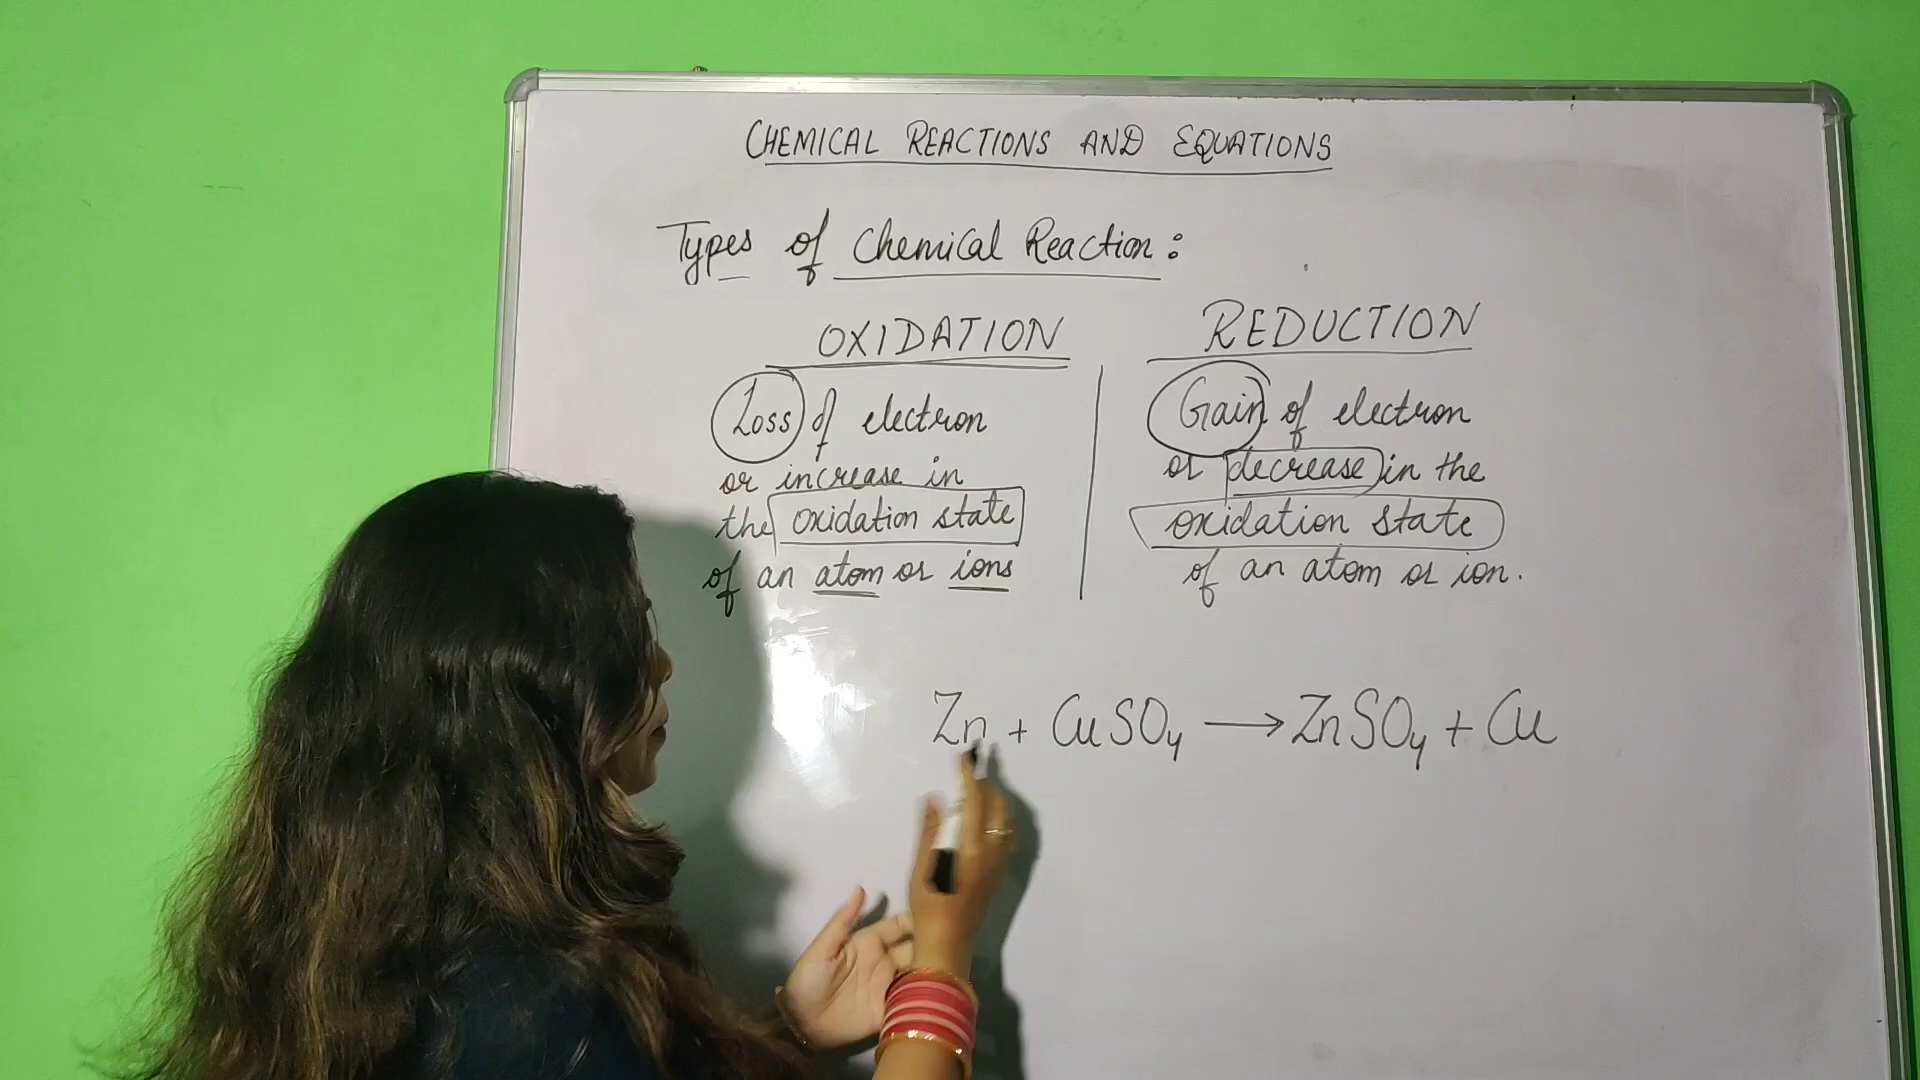 CHEMICAL REACTIONS AND EQUATIONS
Types of Chemical Reaction:
OXIDATION
Loss of electron
or increase in
the oxidation state
of an atom or ions
REDUCTION
Gain of electron
or decrease in the
oxidation state
of an atom or ion.
Zn + CuSO₄ → ZnSO₄ + Cu